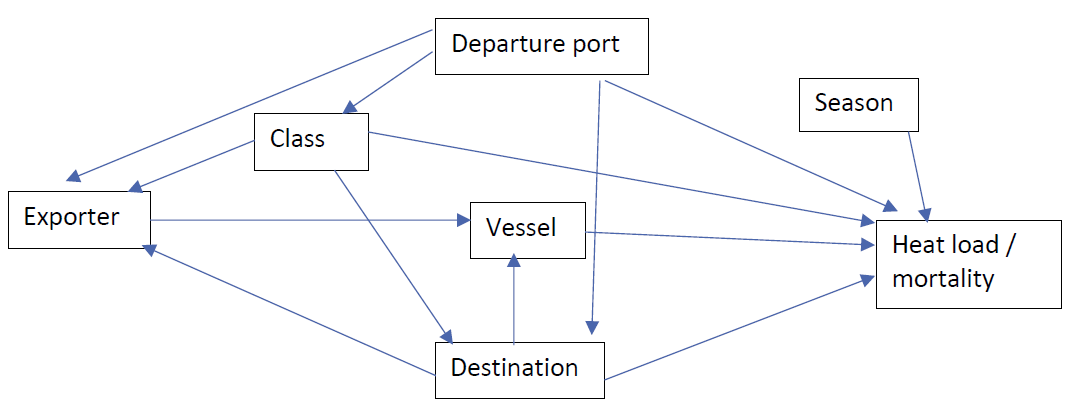 Departure port
Season
Class
Exporter
Vessel
Heat load /
mortality
Destination